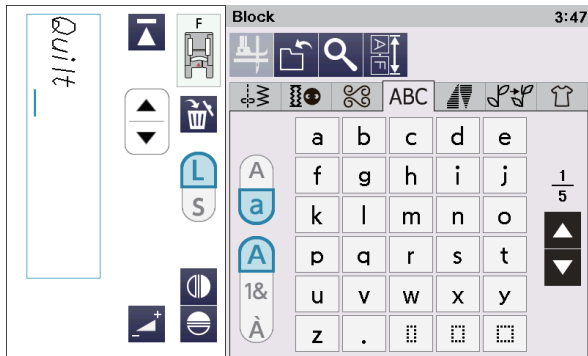 Quilt
F
L
S
Block 3:47
A-F
ABC
A
a
A
1&
À
a b c d e
f g h i j
k l m n o
p q r s t
u v w x y
z .
1
5